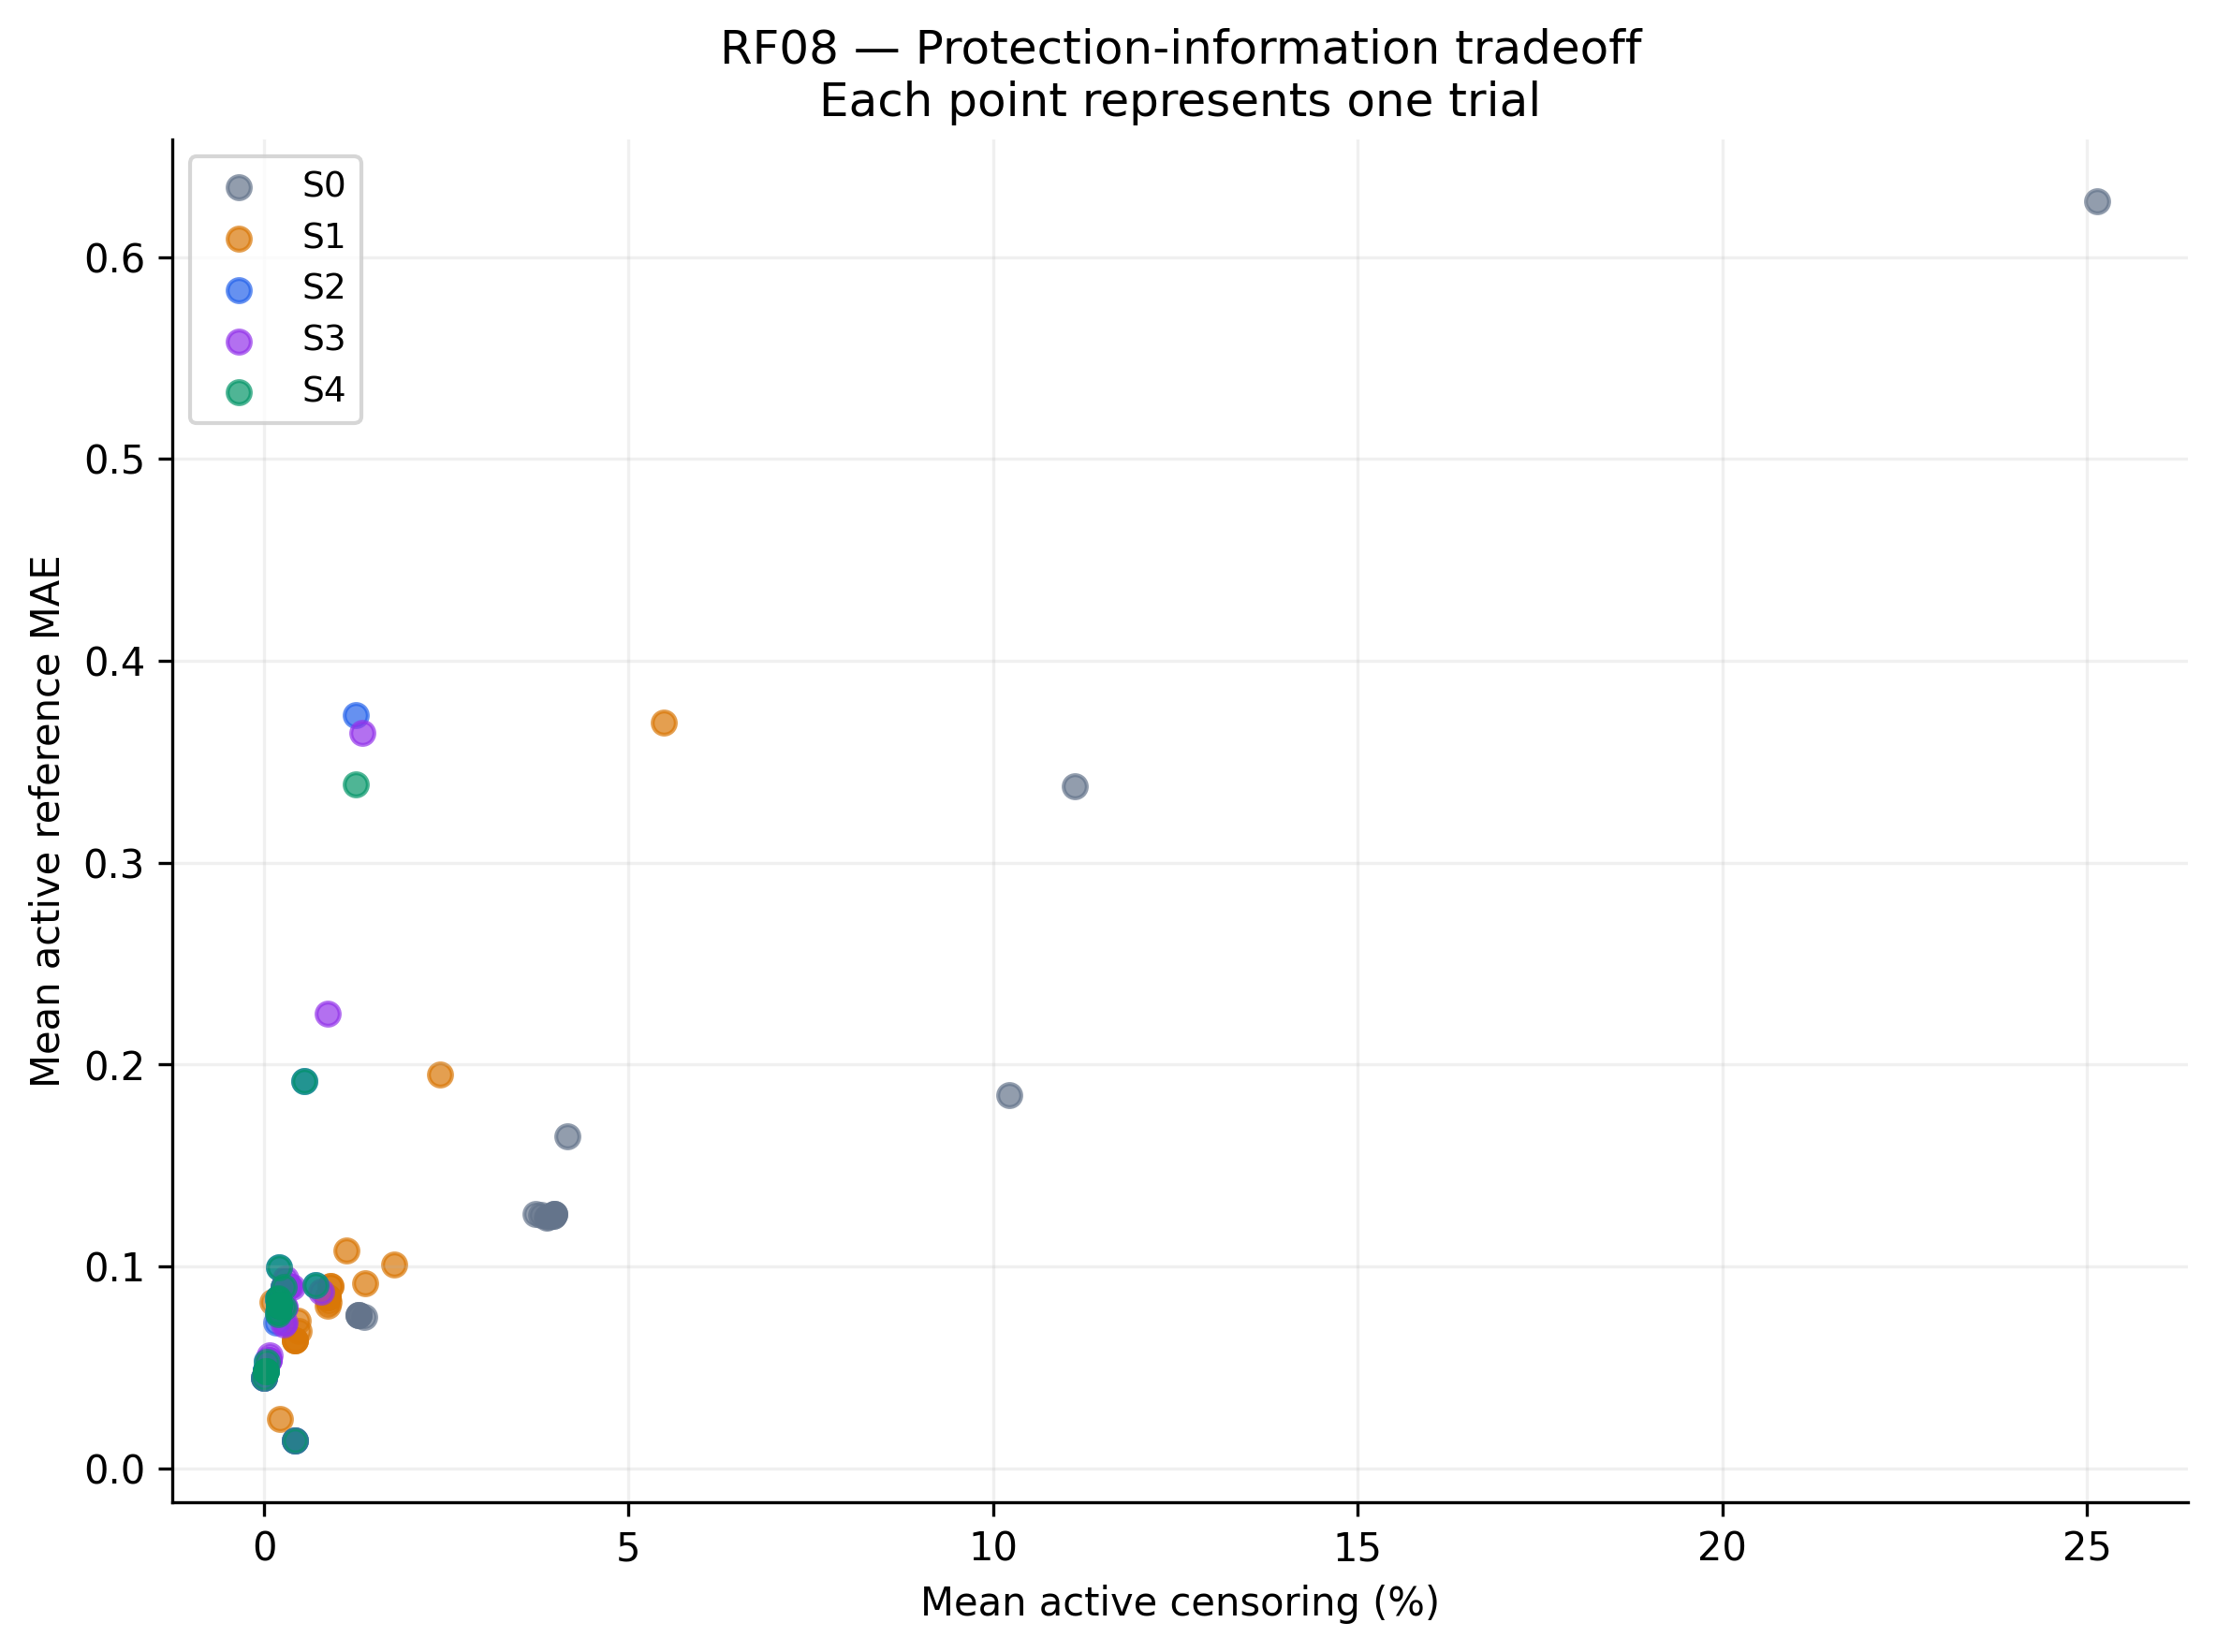 RF08 — Protection-information tradeoff
Each point represents one trial
S0
S1
S2
S3
S4
Mean active reference MAE
0.6
0.5
0.4
0.3
0.2
0.1
0.0
0
5
10
15
20
25
Mean active censoring (%)